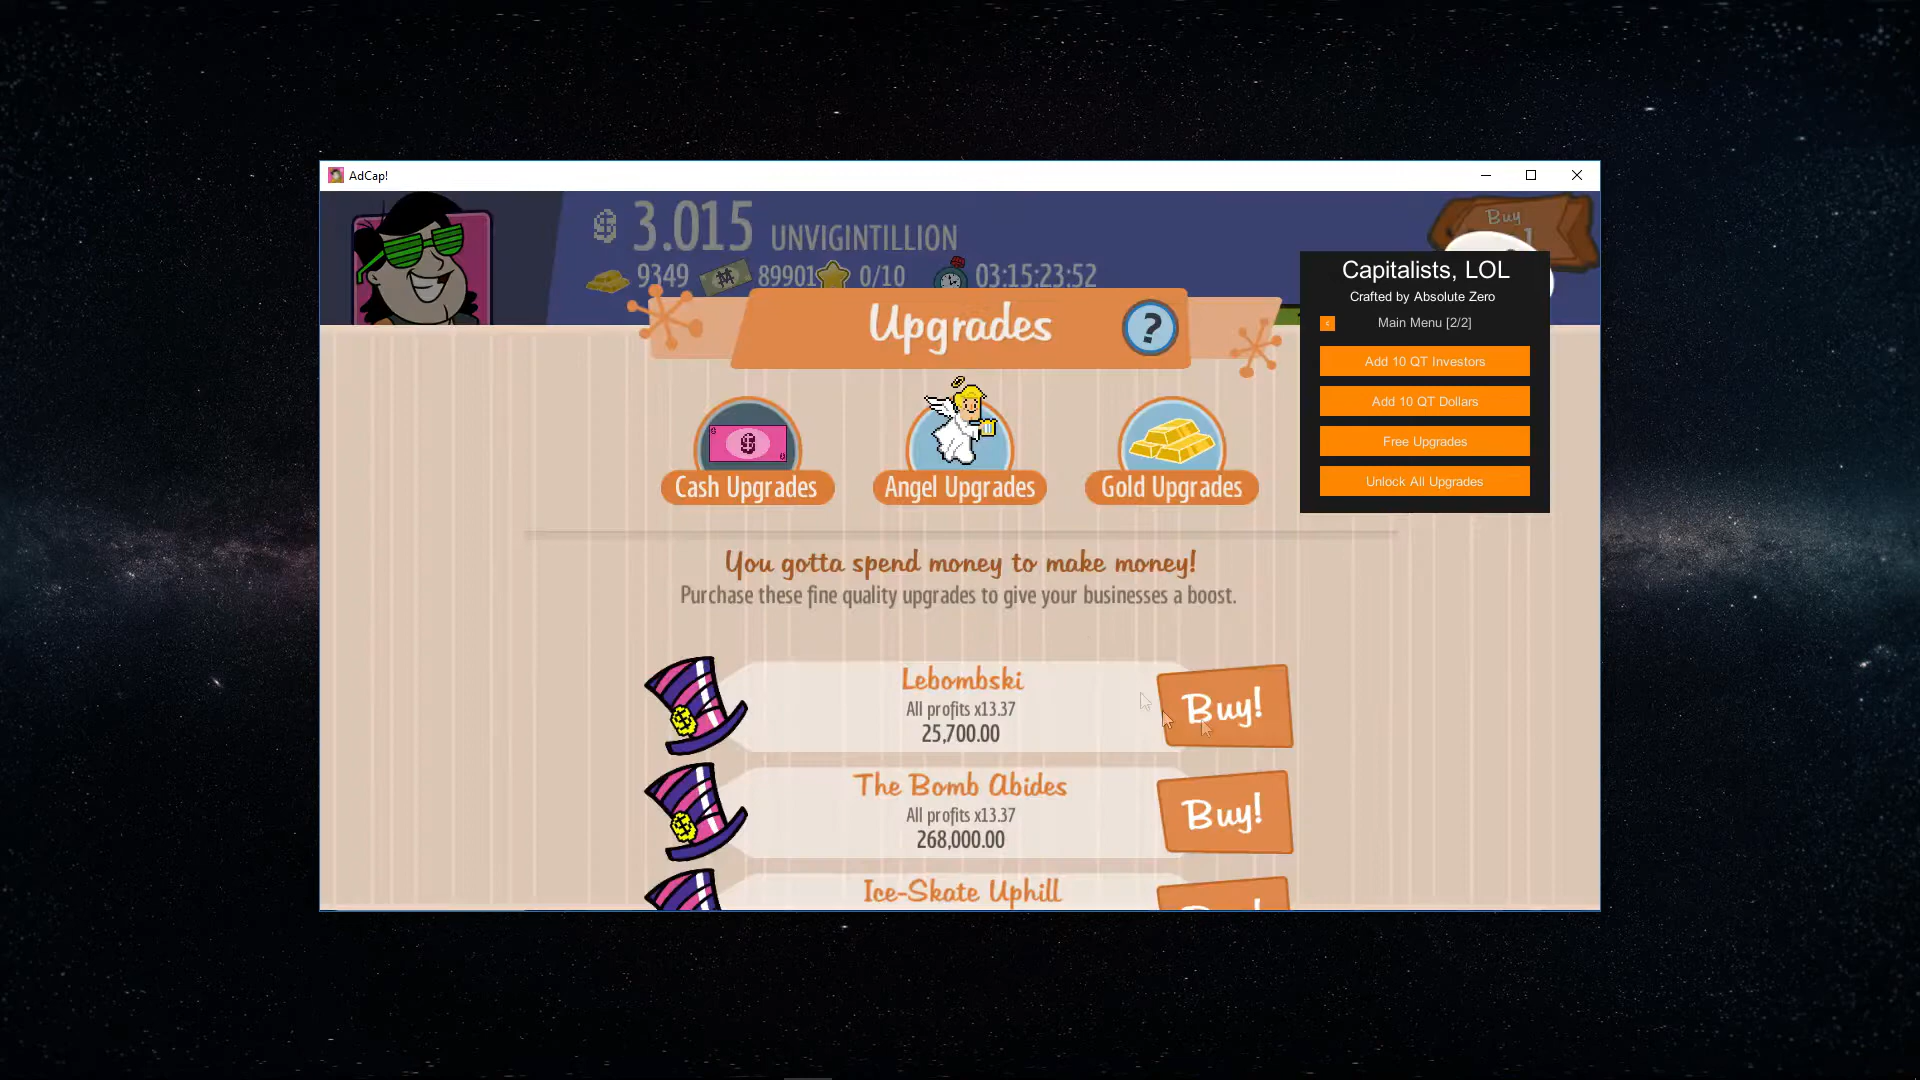 AdCap!
3.015 UNVIGINTILLION
9349 89901 0/10 03:15:23:52
Buy
Upgrades ?
Cash Upgrades Angel Upgrades Gold Upgrades
You gotta spend money to make money!
Purchase these fine quality upgrades to give your businesses a boost.
Lebombski
All profits x13.37
25,700.00
Buy!
The Bomb Abides
All profits x13.37
268,000.00
Buy!
Ice-Skate Uphill
Capitalists, LOL
Crafted by Absolute Zero
< Main Menu [2/2]
Add 10 QT Investors
Add 10 QT Dollars
Free Upgrades
Unlock All Upgrades